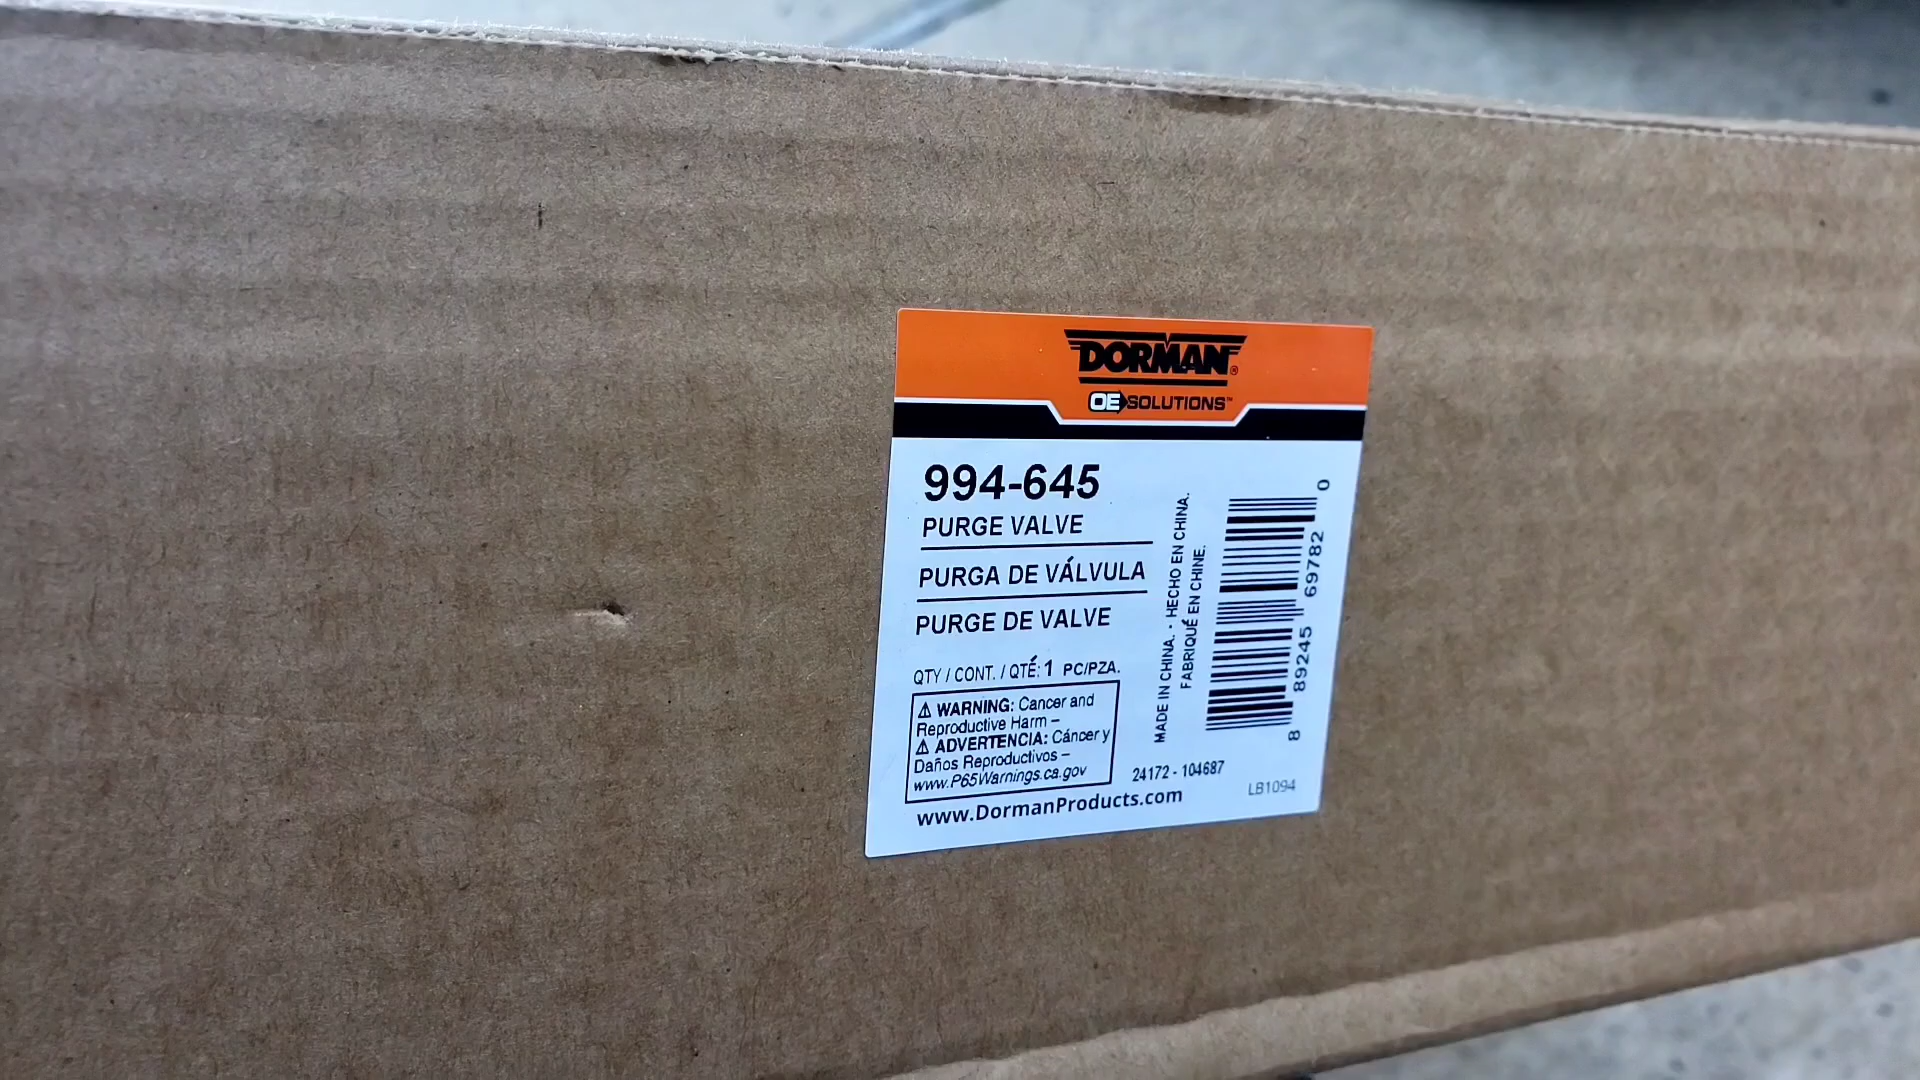 DORMAN®
OE SOLUTIONS™
994-645
PURGE VALVE
PURGA DE VÁLVULA
PURGE DE VALVE
QTY / CONT. / QTÉ: 1 PC/PZA.
⚠ WARNING: Cancer and
Reproductive Harm –
⚠ ADVERTENCIA: Cáncer y
Daños Reproductivos –
www.P65Warnings.ca.gov
www.DormanProducts.com
MADE IN CHINA. · HECHO EN CHINA.
FABRIQUÉ EN CHINE.
8 89245 69782 0
24172 - 104687
LB1094